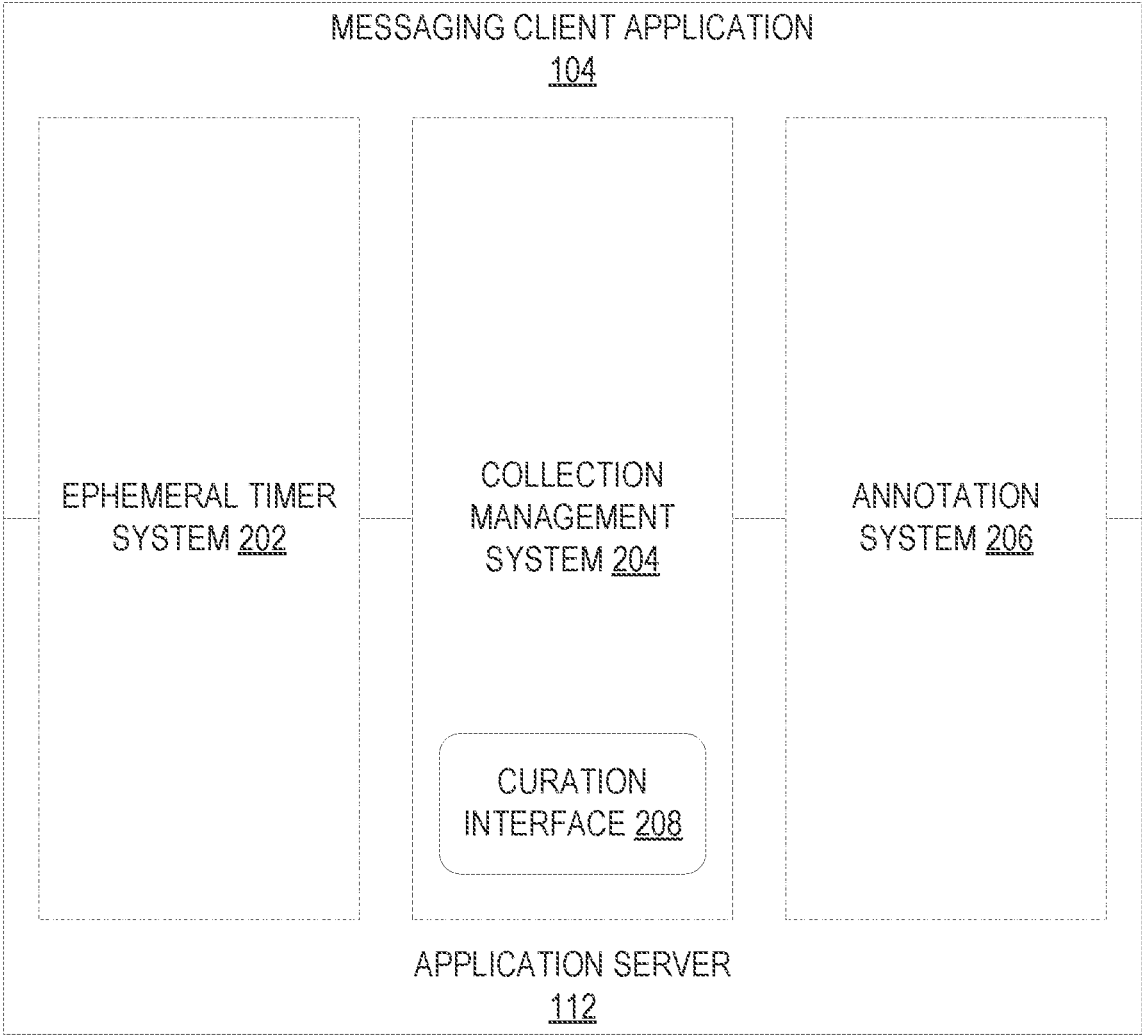 MESSAGING CLIENT APPLICATION
104
EPHEMERAL TIMER
SYSTEM 202
COLLECTION
MANAGEMENT
SYSTEM 204
CURATION
INTERFACE 208
ANNOTATION
SYSTEM 206
APPLICATION SERVER
112